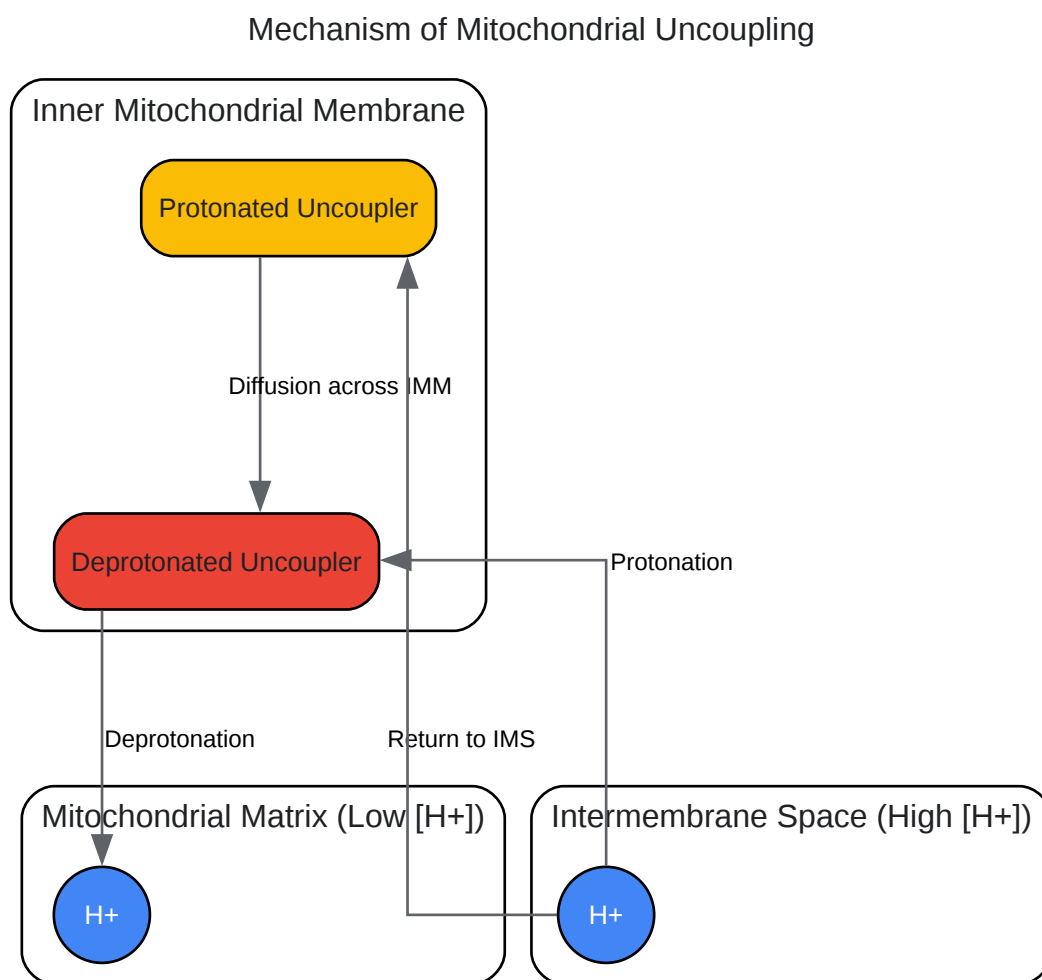 Mechanism of Mitochondrial Uncoupling
Inner Mitochondrial Membrane
Protonated Uncoupler
Diffusion across IMM
Deprotonated Uncoupler
Protonation
Deprotonation
Return to IMS
Mitochondrial Matrix (Low [H+])
Intermembrane Space (High [H+])
H+
H+